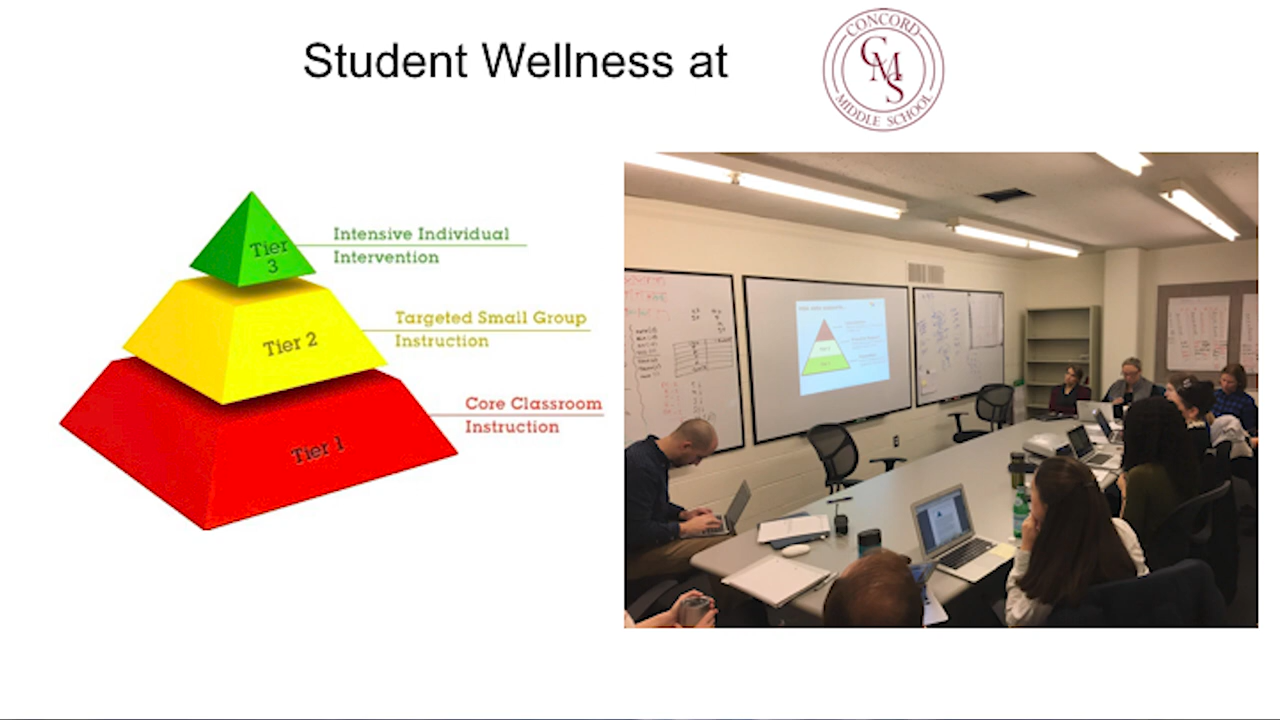 Student Wellness at
CONCORD
CMS
MIDDLE SCHOOL
Tier
3
Intensive Individual
Intervention
Tier 2
Targeted Small Group
Instruction
Tier 1
Core Classroom
Instruction